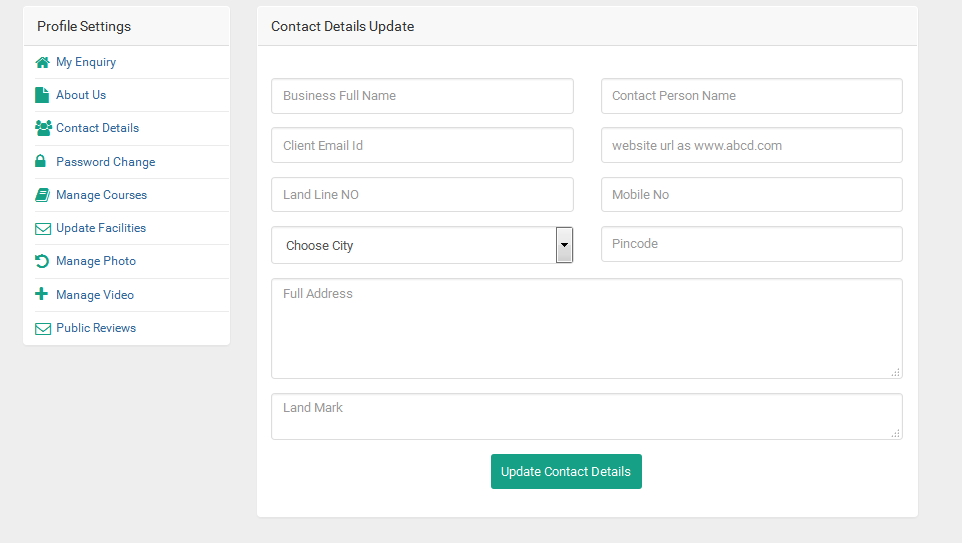 Profile Settings
My Enquiry
About Us
Contact Details
Password Change
Manage Courses
Update Facilities
Manage Photo
Manage Video
Public Reviews
Contact Details Update
Business Full Name
Contact Person Name
Client Email Id
website url as www.abcd.com
Land Line NO
Mobile No
Choose City
Pincode
Full Address
Land Mark
Update Contact Details